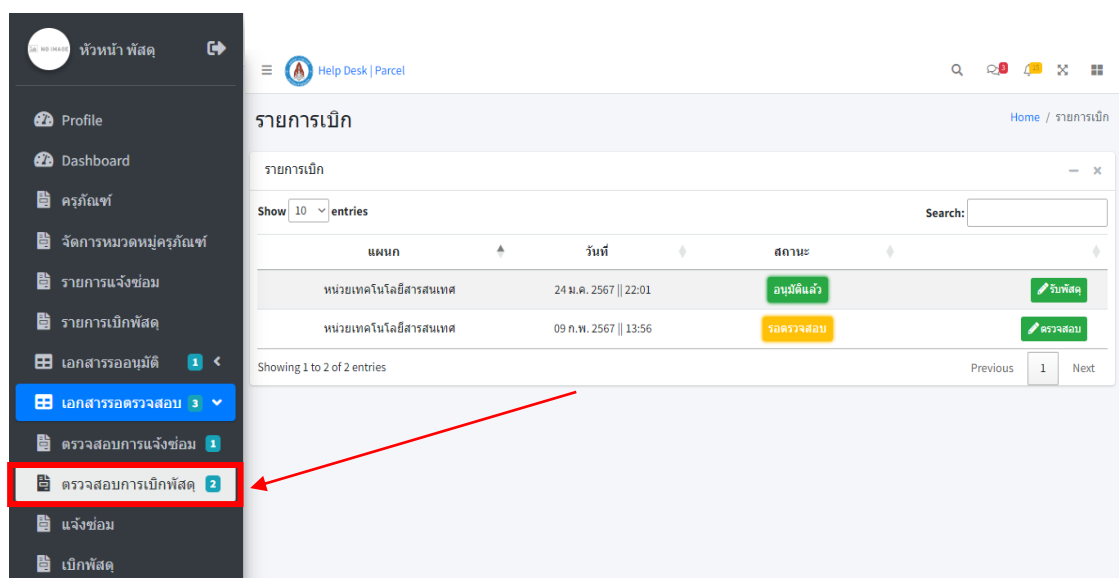 NO IMAGE
หัวหน้า พัสดุ
Profile
Dashboard
ครุภัณฑ์
จัดการหมวดหมู่ครุภัณฑ์
รายการแจ้งซ่อม
รายการเบิกพัสดุ
เอกสารรออนุมัติ 1
เอกสารรอตรวจสอบ 3
ตรวจสอบการแจ้งซ่อม 1
ตรวจสอบการเบิกพัสดุ 2
แจ้งซ่อม
เบิกพัสดุ
Help Desk | Parcel
3
15
รายการเบิก
Home / รายการเบิก
รายการเบิก
Show 10 entries
Search:
แผนก วันที่ สถานะ
หน่วยเทคโนโลยีสารสนเทศ 24 ม.ค. 2567 || 22:01 อนุมัติแล้ว รับพัสดุ
หน่วยเทคโนโลยีสารสนเทศ 09 ก.พ. 2567 || 13:56 รอตรวจสอบ ตรวจสอบ
Showing 1 to 2 of 2 entries
Previous 1 Next